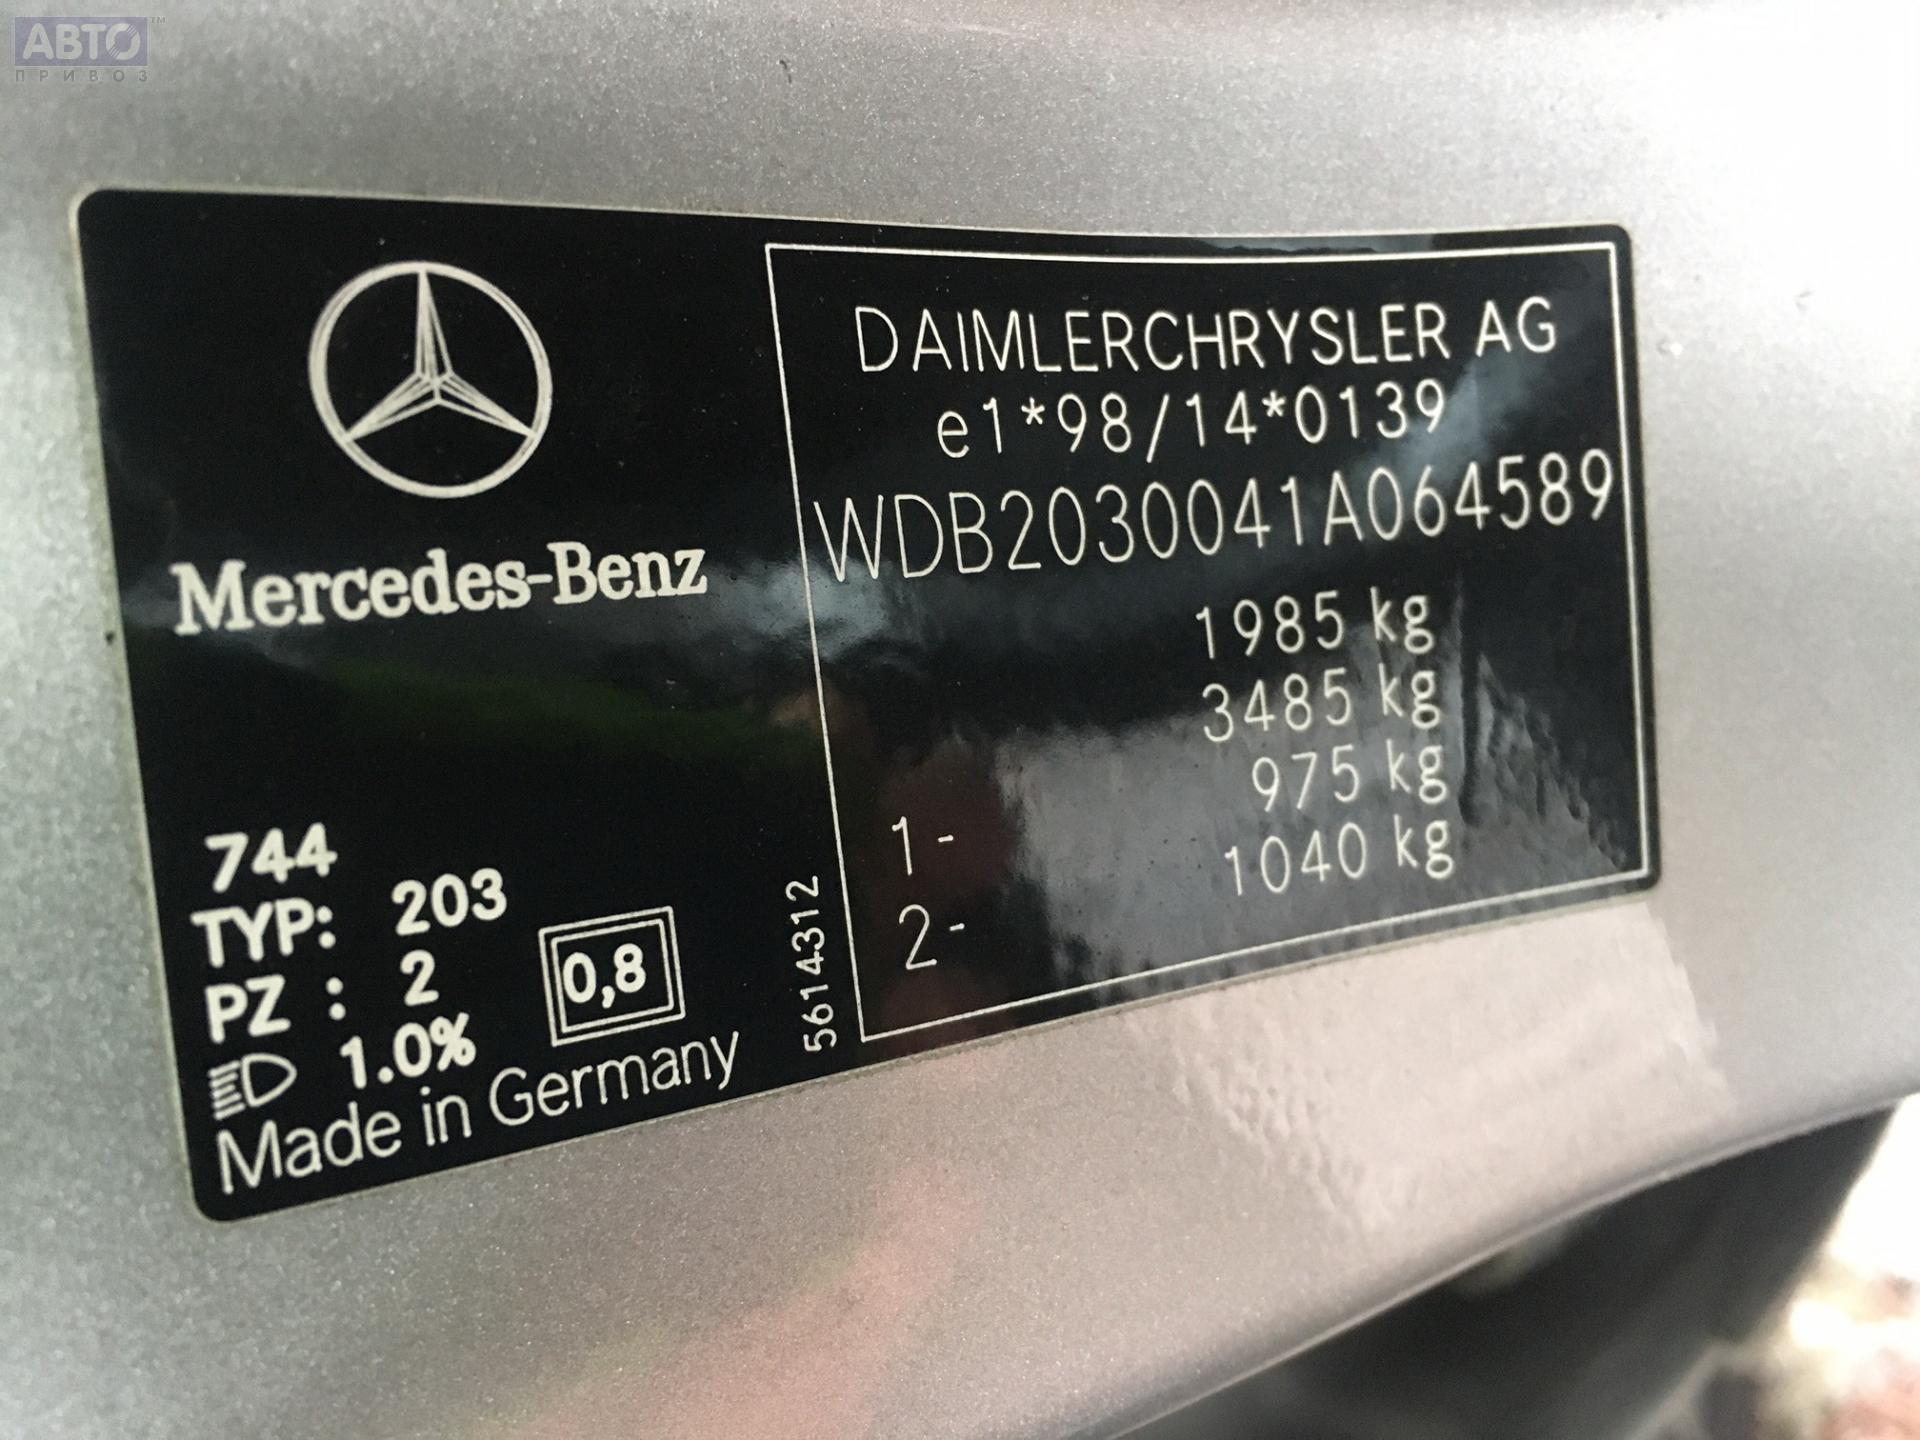 АВТО™
ПРИВОЗ
Mercedes-Benz
744
TYP: 203
PZ : 2
1.0%
0,8
Made in Germany
5614312
DAIMLERCHRYSLER AG
e1*98/14*0139
WDB2030041A064589
1985 kg
3485 kg
1- 975 kg
2- 1040 kg